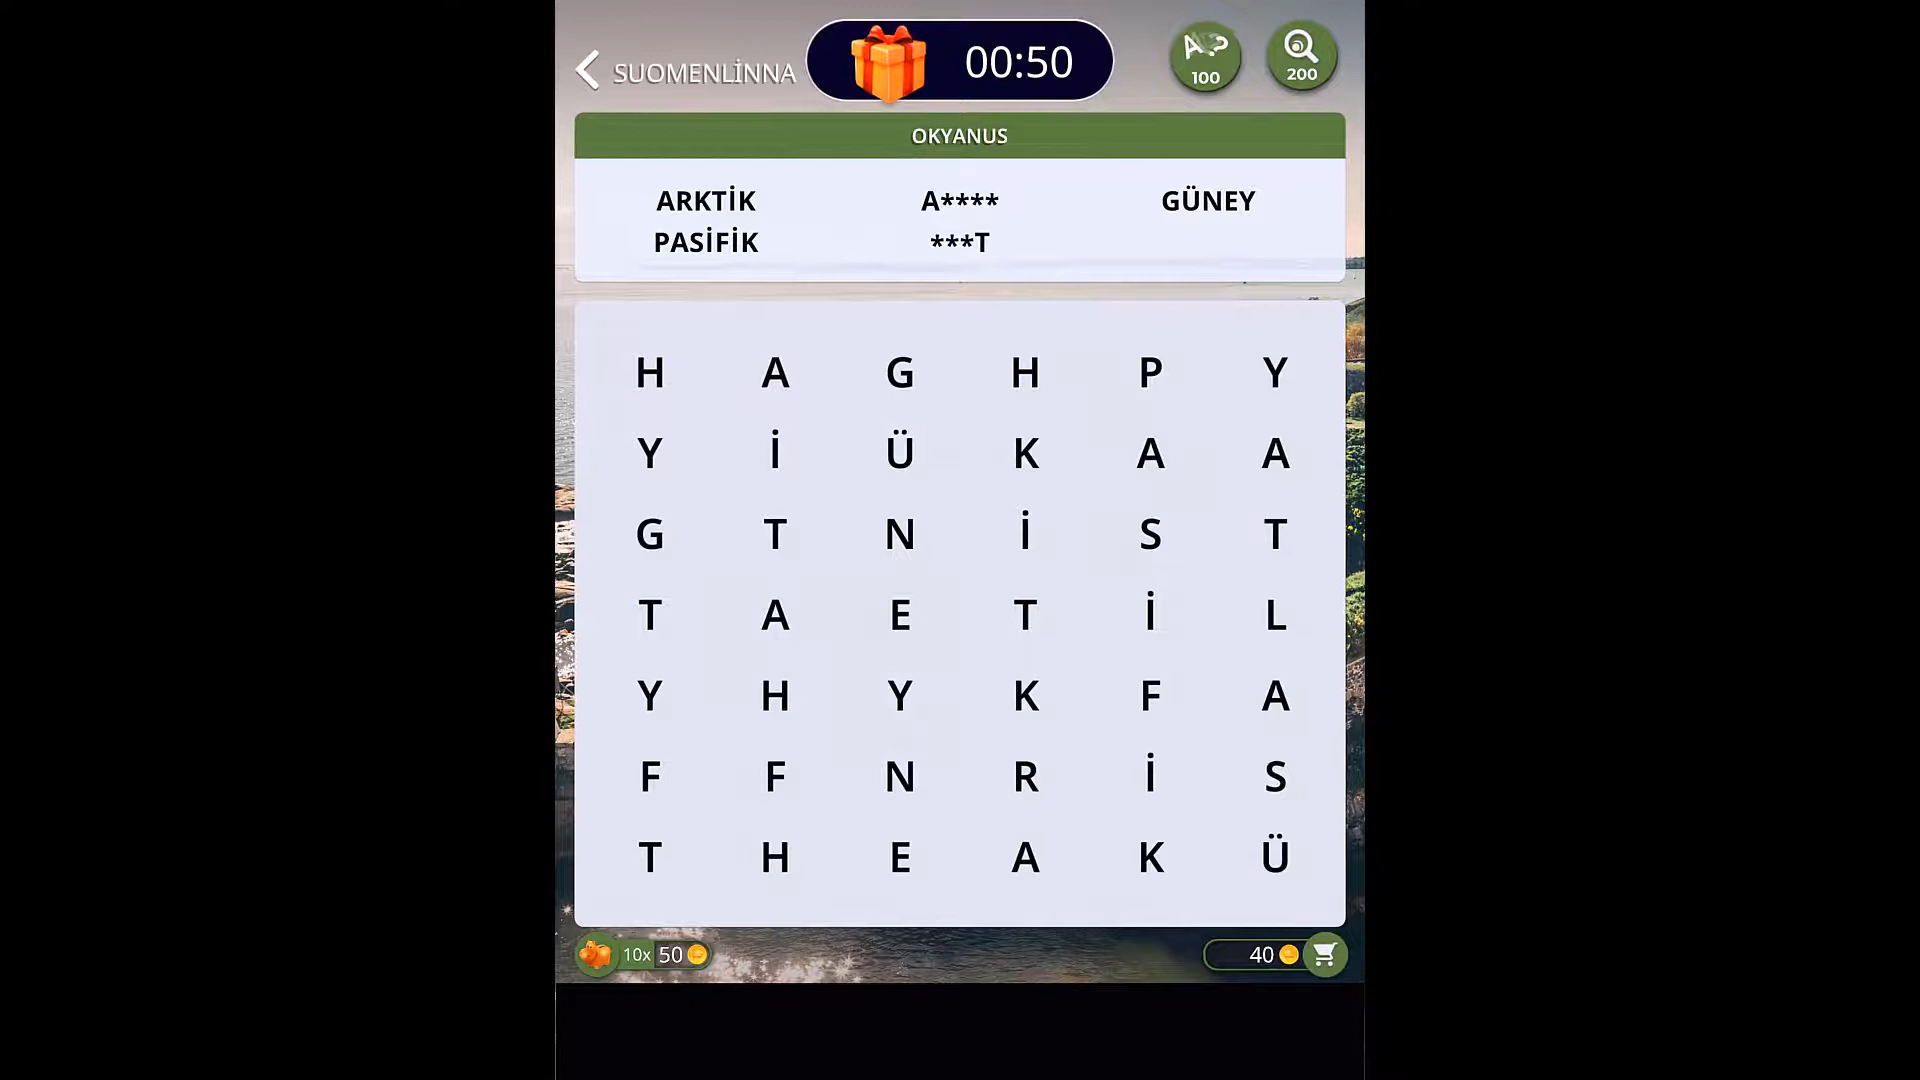 SUOMENLİNNA
00:50
A?
100
200
OKYANUS
ARKTİK A**** GÜNEY
PASİFİK ***T
H A G H P Y
Y İ Ü K A A
G T N İ S T
T A E T İ L
Y H Y K F A
F F N R İ S
T H E A K Ü
10x 50
40